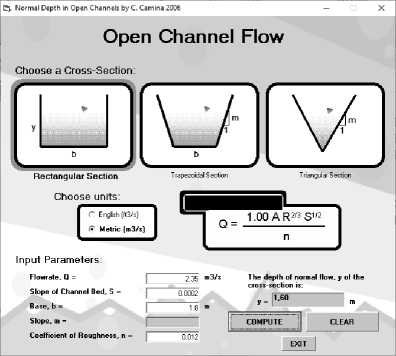 Normal Depth in Open Channels by C. Camina 2006
Open Channel Flow
Choose a Cross-Section:
y
b
m
1
b
m
1
Rectangular Section
Trapezoidal Section
Triangular Section
Choose units:
English (ft3/s)
Metric (m3/s)
Q = 1.00 A R^2/3 S^1/2 / n
Input Parameters:
Flowrate, Q = 2.35 m3/s
Slope of Channel Bed, S = 0.0002
Base, b = 1.8 m
Slope, m =
Coefficient of Roughness, n = 0.012
The depth of normal flow, y of the
cross-section is:
y = 1,60 m
COMPUTE
CLEAR
EXIT